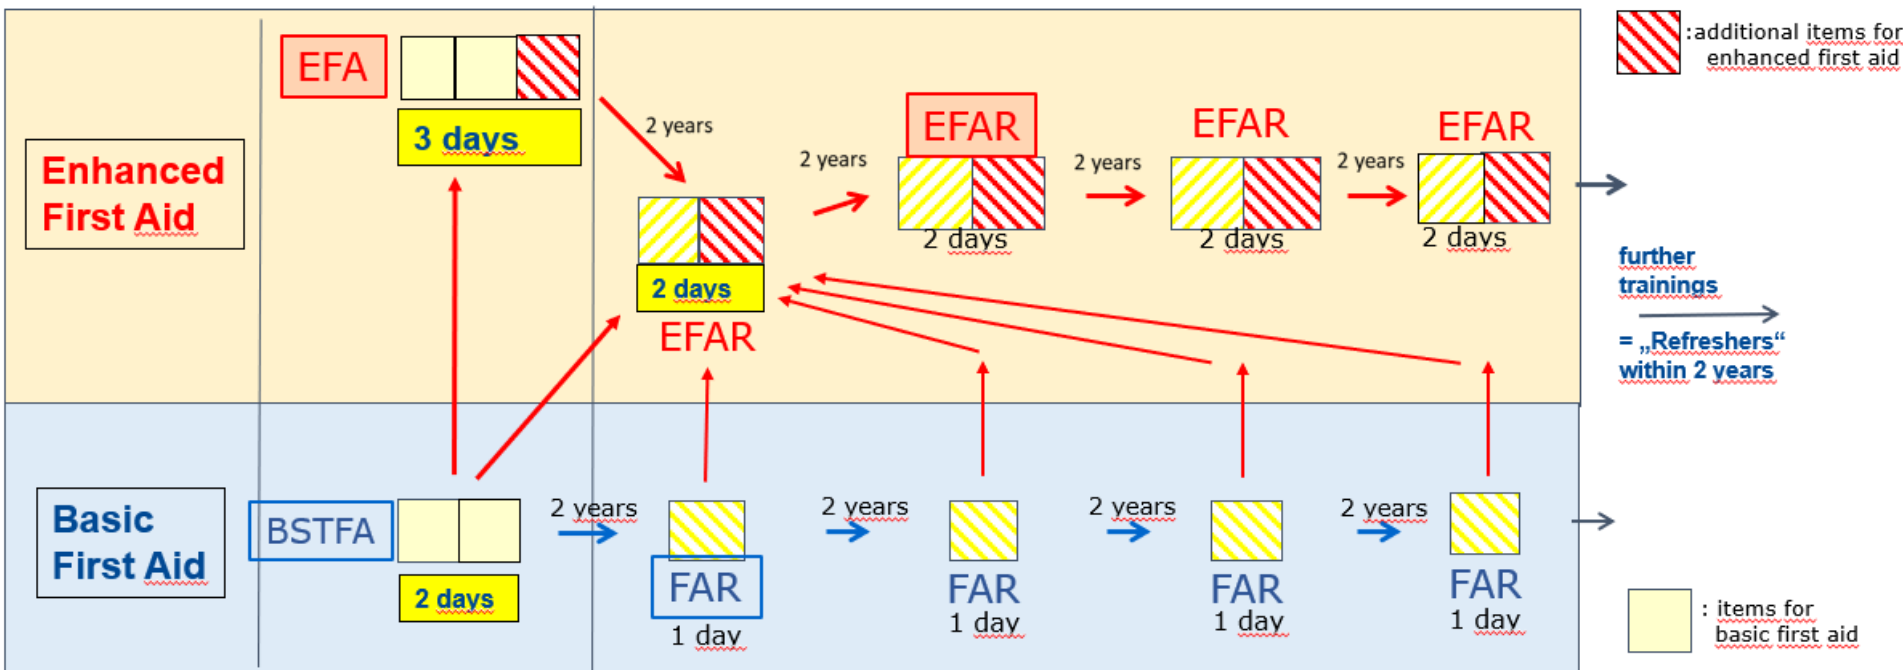 EFA
3 days
Enhanced
First Aid
2 years
2 days
EFAR
2 years
EFAR
2 days
2 years
EFAR
2 days
2 years
EFAR
2 days
:additional items for
enhanced first aid
further
trainings
= „Refreshers“
within 2 years
Basic
First Aid
BSTFA
2 days
2 years
FAR
1 day
2 years
FAR
1 day
2 years
FAR
1 day
2 years
FAR
1 day
: items for
basic first aid